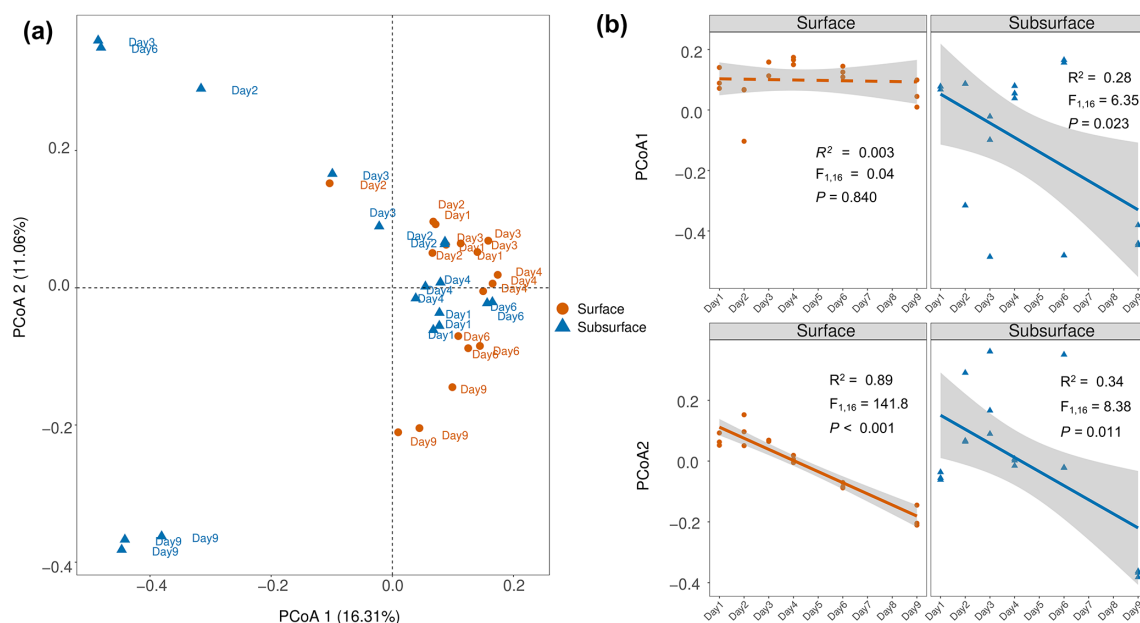 (a)
PCoA 2 (11.06%)
0.2
0.0
−0.2
−0.4
−0.4
−0.2
0.0
0.2
PCoA 1 (16.31%)
Day3
Day6
Day2
Day3
Day2
Day3
Day2
Day1
Day2
Day2
Day3
Day3
Day1
Day1
Day2
Day4
Day4
Day4
Day4
Day4
Day4
Day6
Day6
Day1
Day1
Day1
Day6
Day6
Day6
Day9
Day9
Day9
Day9
Day9
Day9
Surface
Subsurface
(b)
Surface
Subsurface
PCoA1
0.2
0.0
−0.2
−0.4
R² = 0.003
F1,16 = 0.04
P = 0.840
R² = 0.28
F1,16 = 6.35
P = 0.023
Day1 Day2 Day3 Day4 Day5 Day6 Day7 Day8 Day9
Day1 Day2 Day3 Day4 Day5 Day6 Day7 Day8 Day9
Surface
Subsurface
PCoA2
0.2
0.0
−0.2
−0.4
R² = 0.89
F1,16 = 141.8
P < 0.001
R² = 0.34
F1,16 = 8.38
P = 0.011
Day1 Day2 Day3 Day4 Day5 Day6 Day7 Day8 Day9
Day1 Day2 Day3 Day4 Day5 Day6 Day7 Day8 Day9